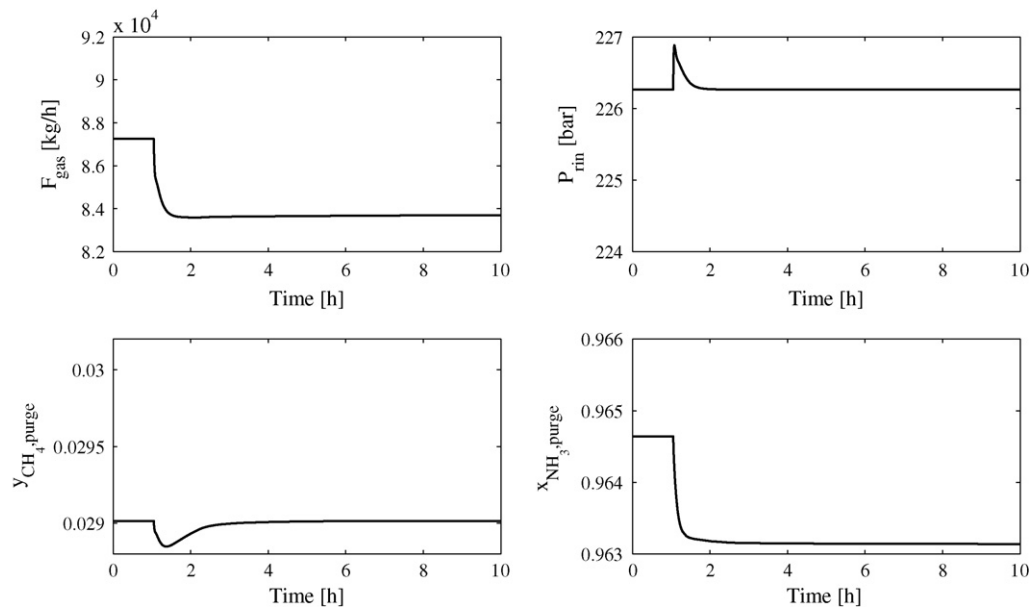 x 10⁴
9.2
9
8.8
8.6
8.4
8.2
F_gas [kg/h]
0 2 4 6 8 10
Time [h]
227
226
225
224
P_rin [bar]
0 2 4 6 8 10
Time [h]
0.03
0.0295
0.029
y_CH₄,purge
0 2 4 6 8 10
Time [h]
0.966
0.965
0.964
0.963
x_NH₃,purge
0 2 4 6 8 10
Time [h]